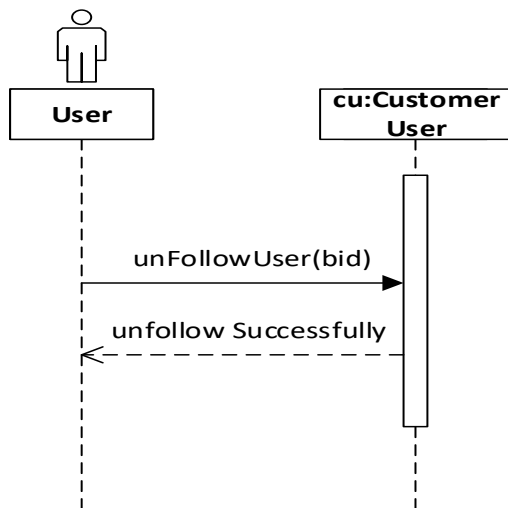 User
cu:Customer
User
unFollowUser(bid)
unfollow Successfully